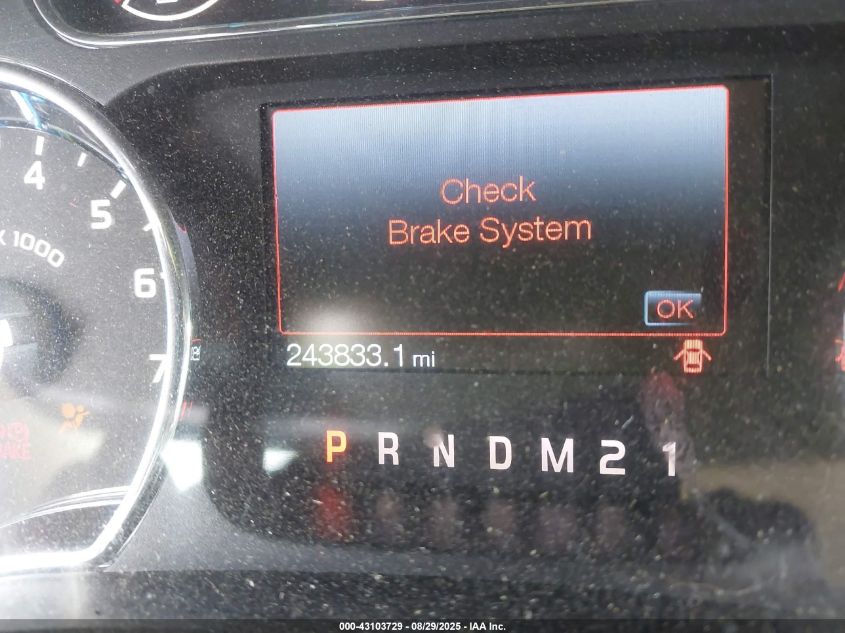 4
5
x 1000
6
7
Check
Brake System
OK
243833.1 mi
BRAKE
P R N D M 2 1
000-43103729 - 08/29/2025 - IAA Inc.